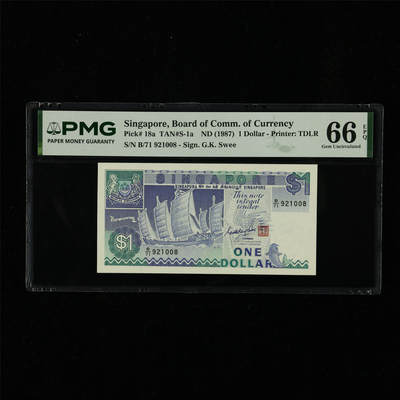 PMG
PAPER MONEY GUARANTY
Singapore, Board of Comm. of Currency
Pick# 18a TAN#S-1a ND (1987) 1 Dollar - Printer: TDLR
S/N B/71 921008 - Sign. G.K. Swee
66 EPQ
Gem Uncirculated
SINGAPORE
$1
This note
is legal
tender
B/71 921008
$1
B/71 921008
ONE
DOLLAR